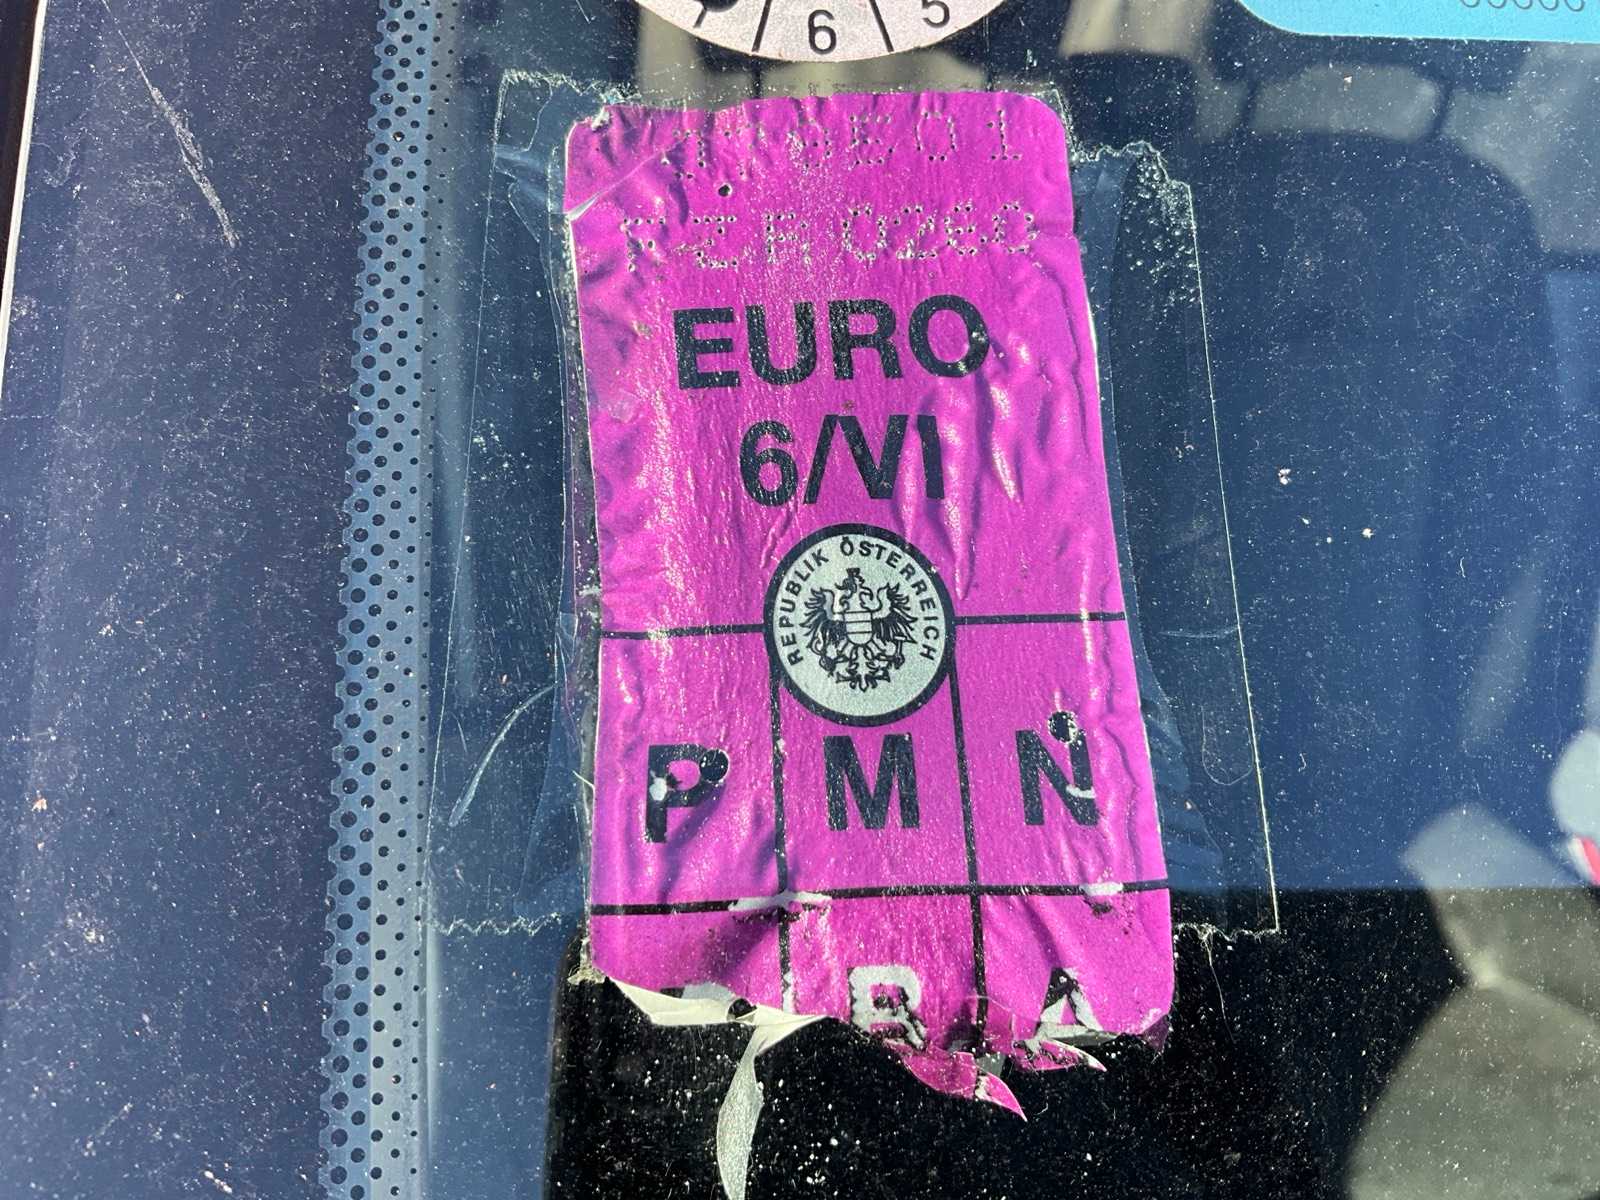 6 5
EURO
6/VI
REPUBLIK ÖSTERREICH
P M N
B A